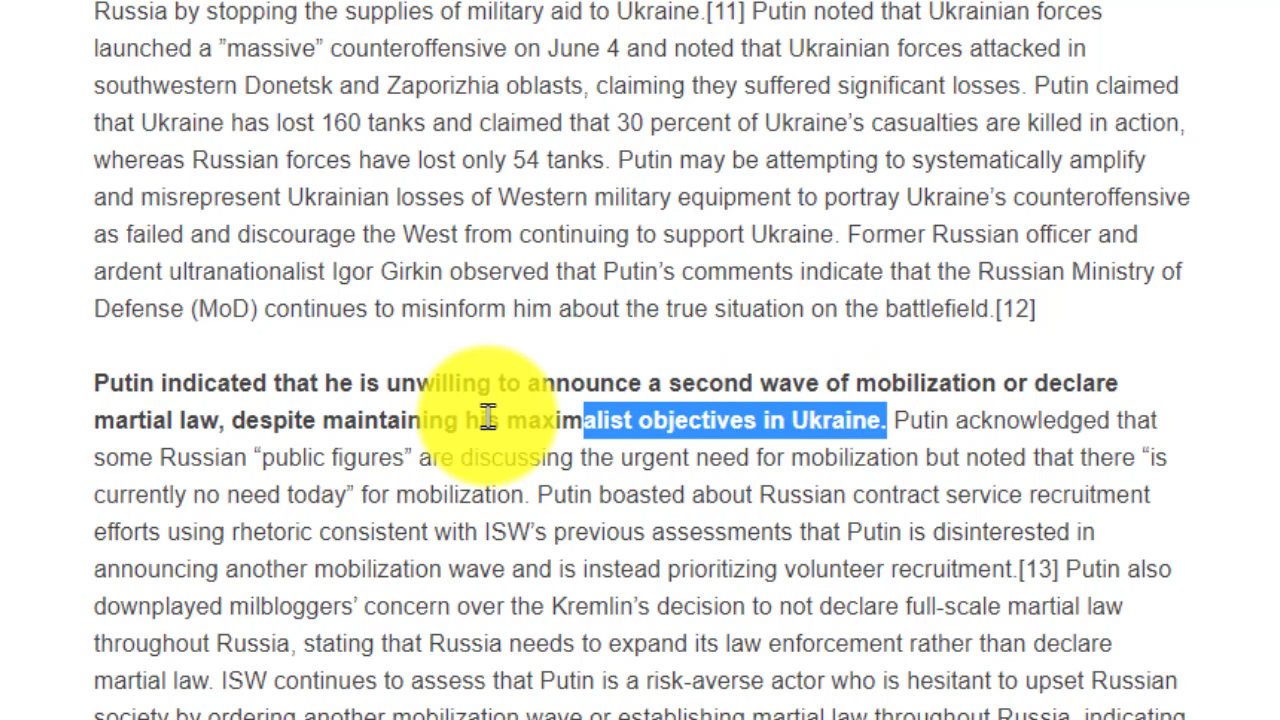 Russia by stopping the supplies of military aid to Ukraine.[11] Putin noted that Ukrainian forces
launched a ”massive” counteroffensive on June 4 and noted that Ukrainian forces attacked in
southwestern Donetsk and Zaporizhia oblasts, claiming they suffered significant losses. Putin claimed
that Ukraine has lost 160 tanks and claimed that 30 percent of Ukraine’s casualties are killed in action,
whereas Russian forces have lost only 54 tanks. Putin may be attempting to systematically amplify
and misrepresent Ukrainian losses of Western military equipment to portray Ukraine’s counteroffensive
as failed and discourage the West from continuing to support Ukraine. Former Russian officer and
ardent ultranationalist Igor Girkin observed that Putin’s comments indicate that the Russian Ministry of
Defense (MoD) continues to misinform him about the true situation on the battlefield.[12]
Putin indicated that he is unwilling to announce a second wave of mobilization or declare
martial law, despite maintaining his maximalist objectives in Ukraine. Putin acknowledged that
some Russian “public figures” are discussing the urgent need for mobilization but noted that there “is
currently no need today” for mobilization. Putin boasted about Russian contract service recruitment
efforts using rhetoric consistent with ISW’s previous assessments that Putin is disinterested in
announcing another mobilization wave and is instead prioritizing volunteer recruitment.[13] Putin also
downplayed milbloggers’ concern over the Kremlin’s decision to not declare full-scale martial law
throughout Russia, stating that Russia needs to expand its law enforcement rather than declare
martial law. ISW continues to assess that Putin is a risk-averse actor who is hesitant to upset Russian
society by ordering another mobilization wave or establishing martial law throughout Russia, indicating